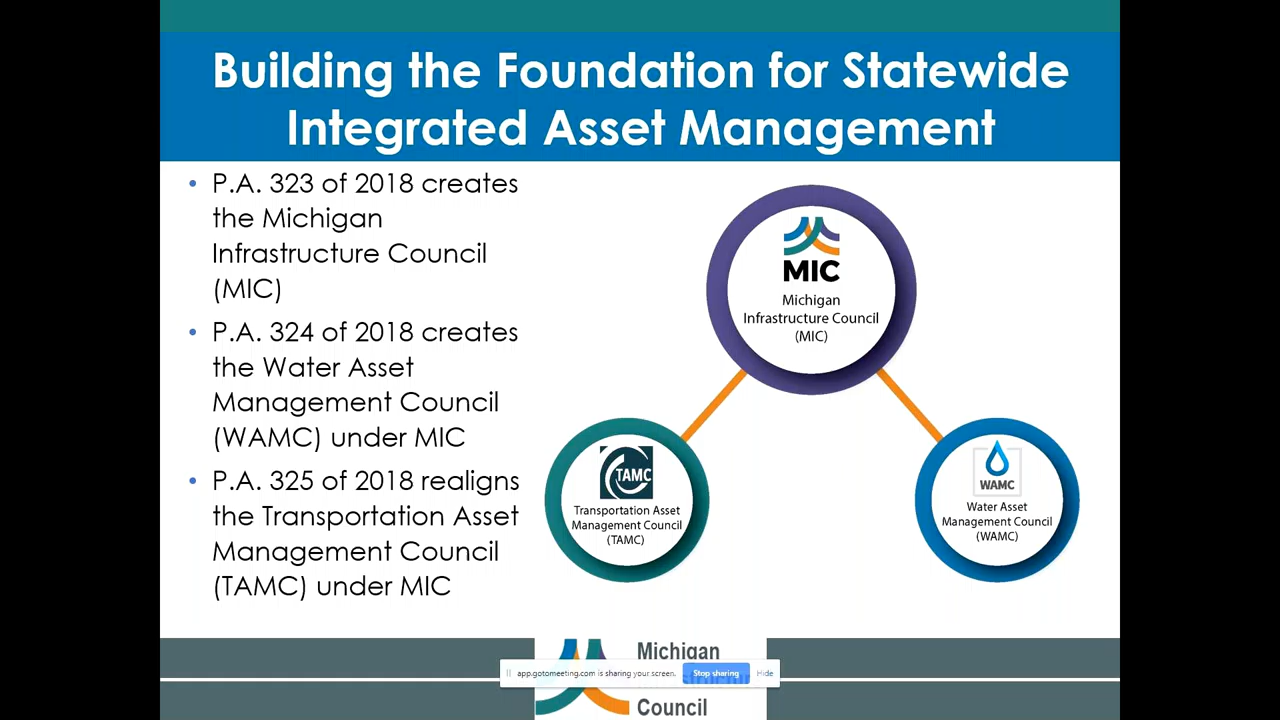 Building the Foundation for Statewide
Integrated Asset Management
• P.A. 323 of 2018 creates
the Michigan
Infrastructure Council
(MIC)
• P.A. 324 of 2018 creates
the Water Asset
Management Council
(WAMC) under MIC
• P.A. 325 of 2018 realigns
the Transportation Asset
Management Council
(TAMC) under MIC
MIC
Michigan
Infrastructure Council
(MIC)
TAMC
Transportation Asset
Management Council
(TAMC)
WAMC
Water Asset
Management Council
(WAMC)
Michigan
app.gotomeeting.com is sharing your screen.
Stop sharing
Hide
Council